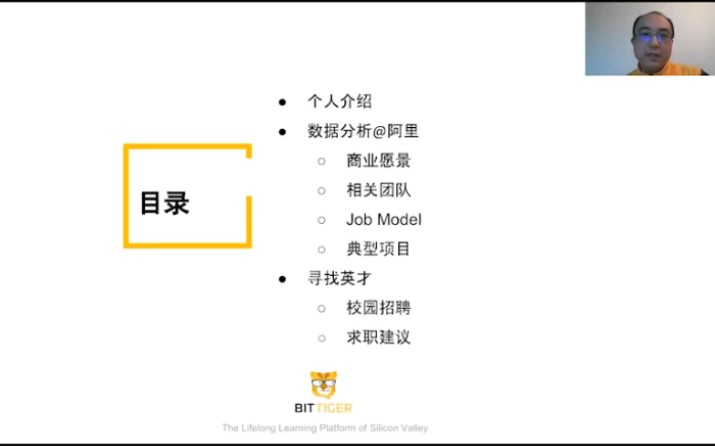 目录
个人介绍
数据分析@阿里
商业愿景
相关团队
Job Model
典型项目
寻找英才
校园招聘
求职建议
BITTIGER
The Lifelong Learning Platform of Silicon Valley